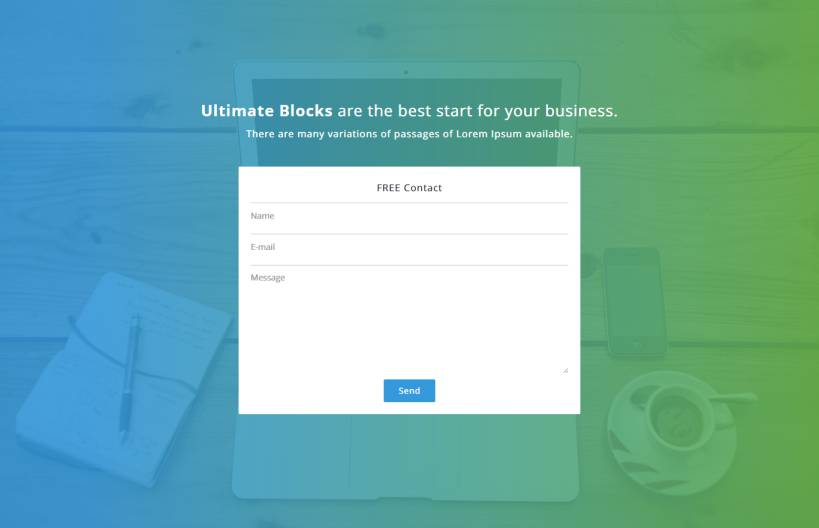 Ultimate Blocks are the best start for your business.
There are many variations of passages of Lorem Ipsum available.
FREE Contact
Name
E-mail
Message
Send